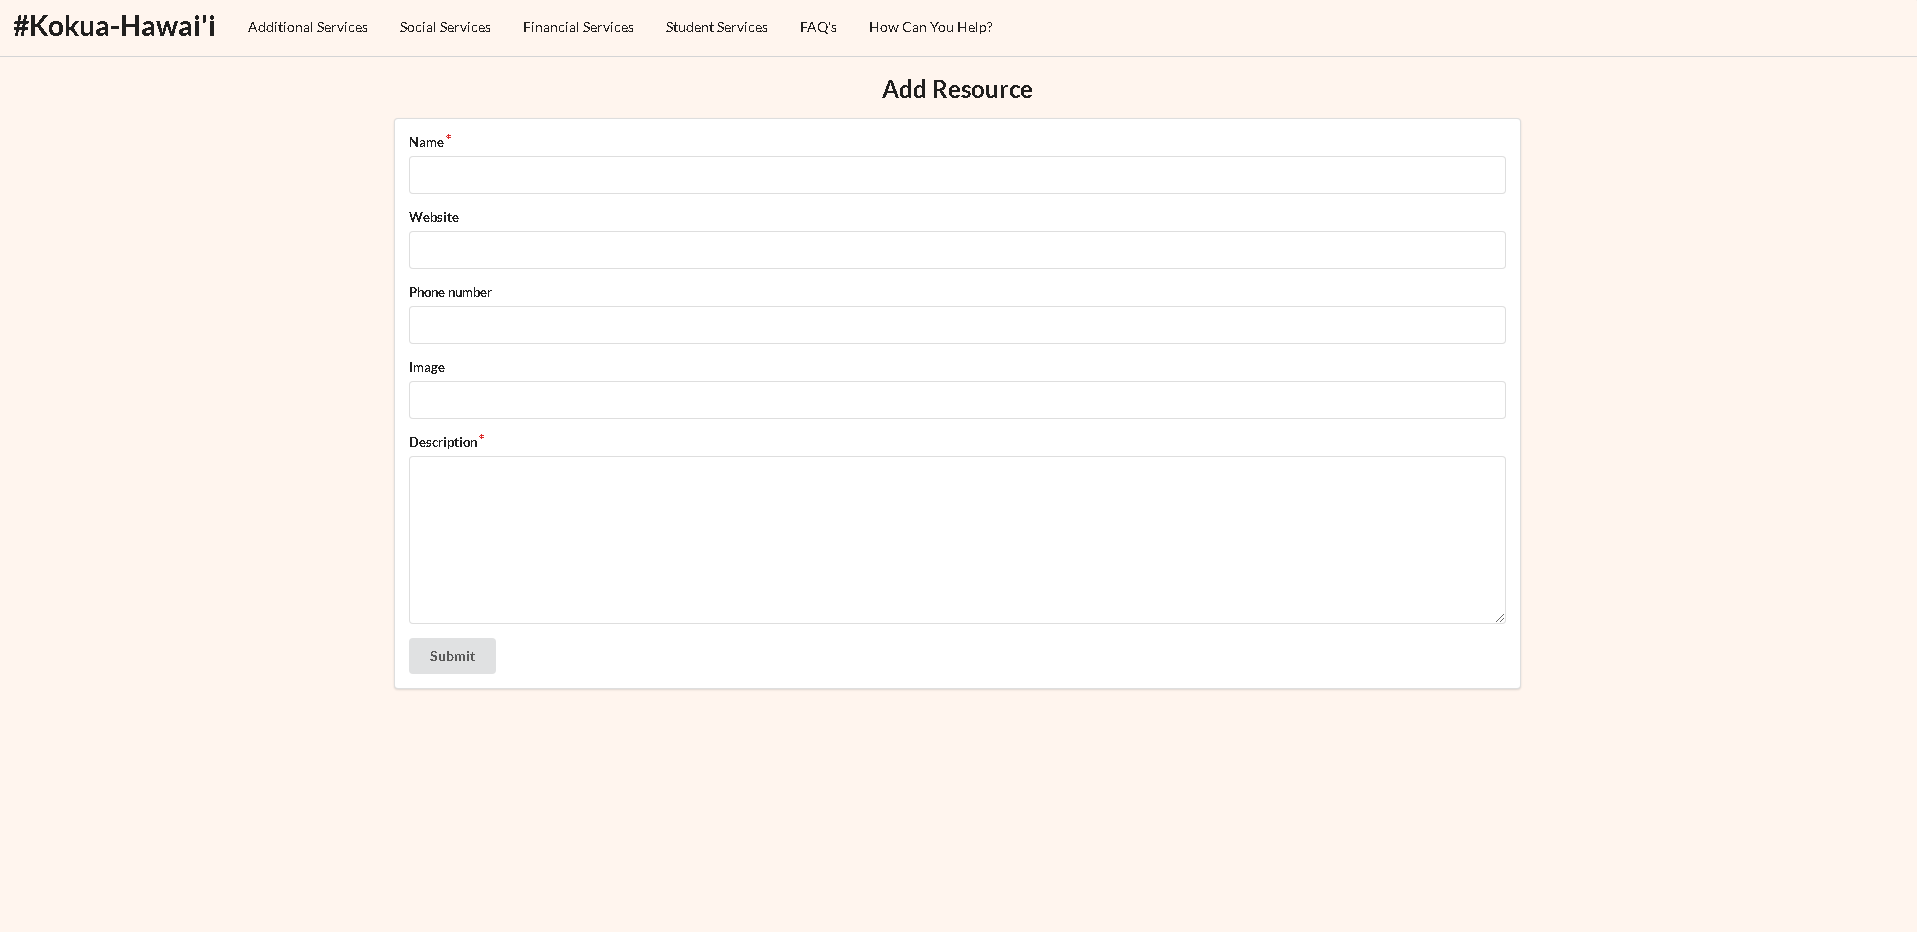 #Kokua-Hawai'i Additional Services Social Services Financial Services Student Services FAQ's How Can You Help?
Add Resource
Name*
Website
Phone number
Image
Description*
Submit